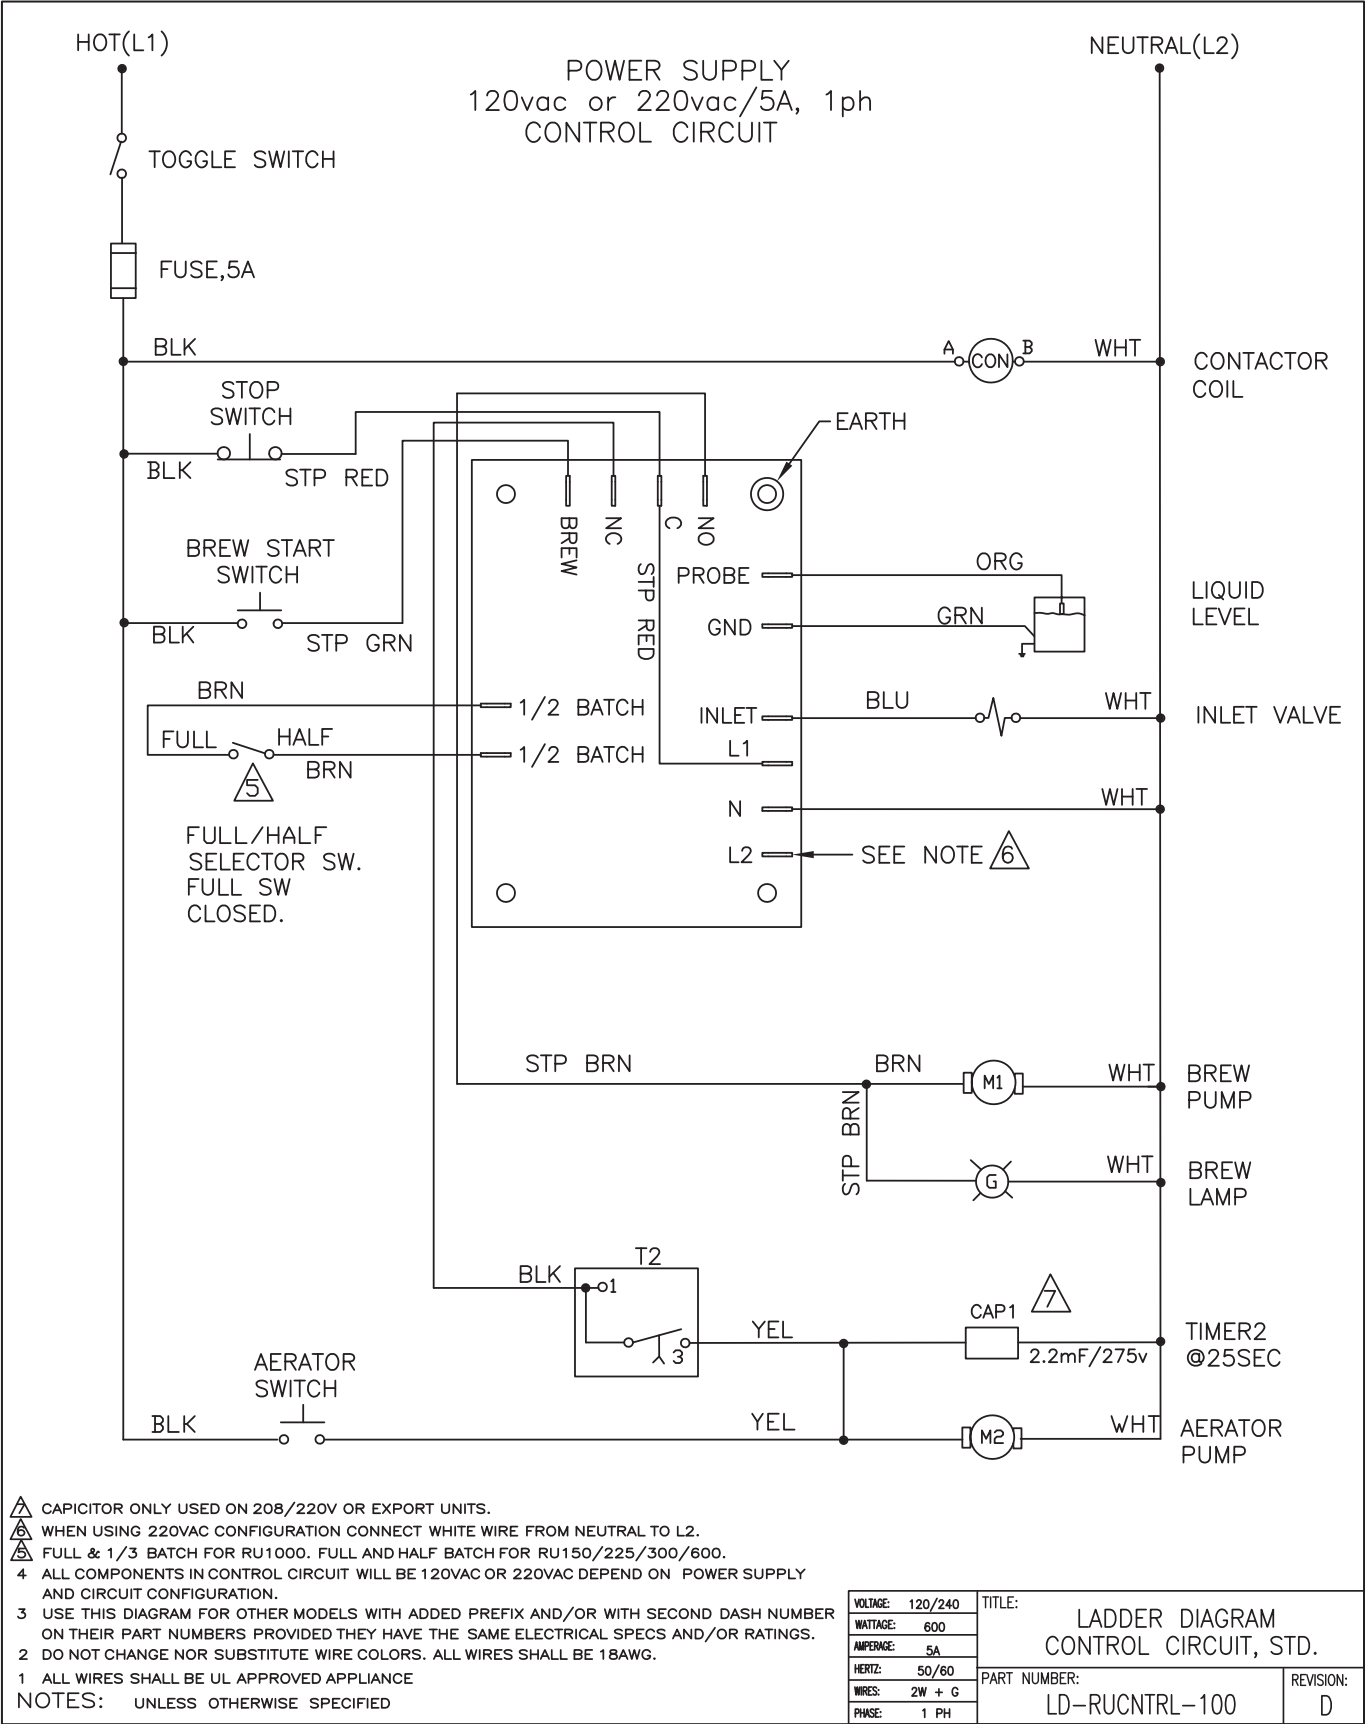 HOT(L1)
NEUTRAL(L2)
POWER SUPPLY
120vac or 220vac/5A, 1ph
CONTROL CIRCUIT
TOGGLE SWITCH
FUSE,5A
BLK
A
CON
B
WHT
CONTACTOR
COIL
STOP
SWITCH
BLK
STP RED
EARTH
BREW
NC
C
NO
STP RED
BREW START
SWITCH
BLK
STP GRN
PROBE
ORG
GND
GRN
LIQUID
LEVEL
BRN
1/2 BATCH
INLET
BLU
WHT
INLET VALVE
FULL
HALF
BRN
1/2 BATCH
L1
5
N
WHT
FULL/HALF
SELECTOR SW.
FULL SW
CLOSED.
L2
SEE NOTE 6
STP BRN
BRN
M1
WHT
BREW
PUMP
STP BRN
G
WHT
BREW
LAMP
T2
BLK
1
3
YEL
CAP1
7
2.2mF/275v
TIMER2
@25SEC
AERATOR
SWITCH
BLK
YEL
M2
WHT
AERATOR
PUMP
7 CAPICITOR ONLY USED ON 208/220V OR EXPORT UNITS.
6 WHEN USING 220VAC CONFIGURATION CONNECT WHITE WIRE FROM NEUTRAL TO L2.
5 FULL & 1/3 BATCH FOR RU1000. FULL AND HALF BATCH FOR RU150/225/300/600.
4 ALL COMPONENTS IN CONTROL CIRCUIT WILL BE 120VAC OR 220VAC DEPEND ON POWER SUPPLY
AND CIRCUIT CONFIGURATION.
3 USE THIS DIAGRAM FOR OTHER MODELS WITH ADDED PREFIX AND/OR WITH SECOND DASH NUMBER
ON THEIR PART NUMBERS PROVIDED THEY HAVE THE SAME ELECTRICAL SPECS AND/OR RATINGS.
2 DO NOT CHANGE NOR SUBSTITUTE WIRE COLORS. ALL WIRES SHALL BE 18AWG.
1 ALL WIRES SHALL BE UL APPROVED APPLIANCE
NOTES: UNLESS OTHERWISE SPECIFIED
VOLTAGE: 120/240
WATTAGE: 600
AMPERAGE: 5A
HERTZ: 50/60
WIRES: 2W + G
PHASE: 1 PH
TITLE:
LADDER DIAGRAM
CONTROL CIRCUIT, STD.
PART NUMBER:
LD-RUCNTRL-100
REVISION:
D